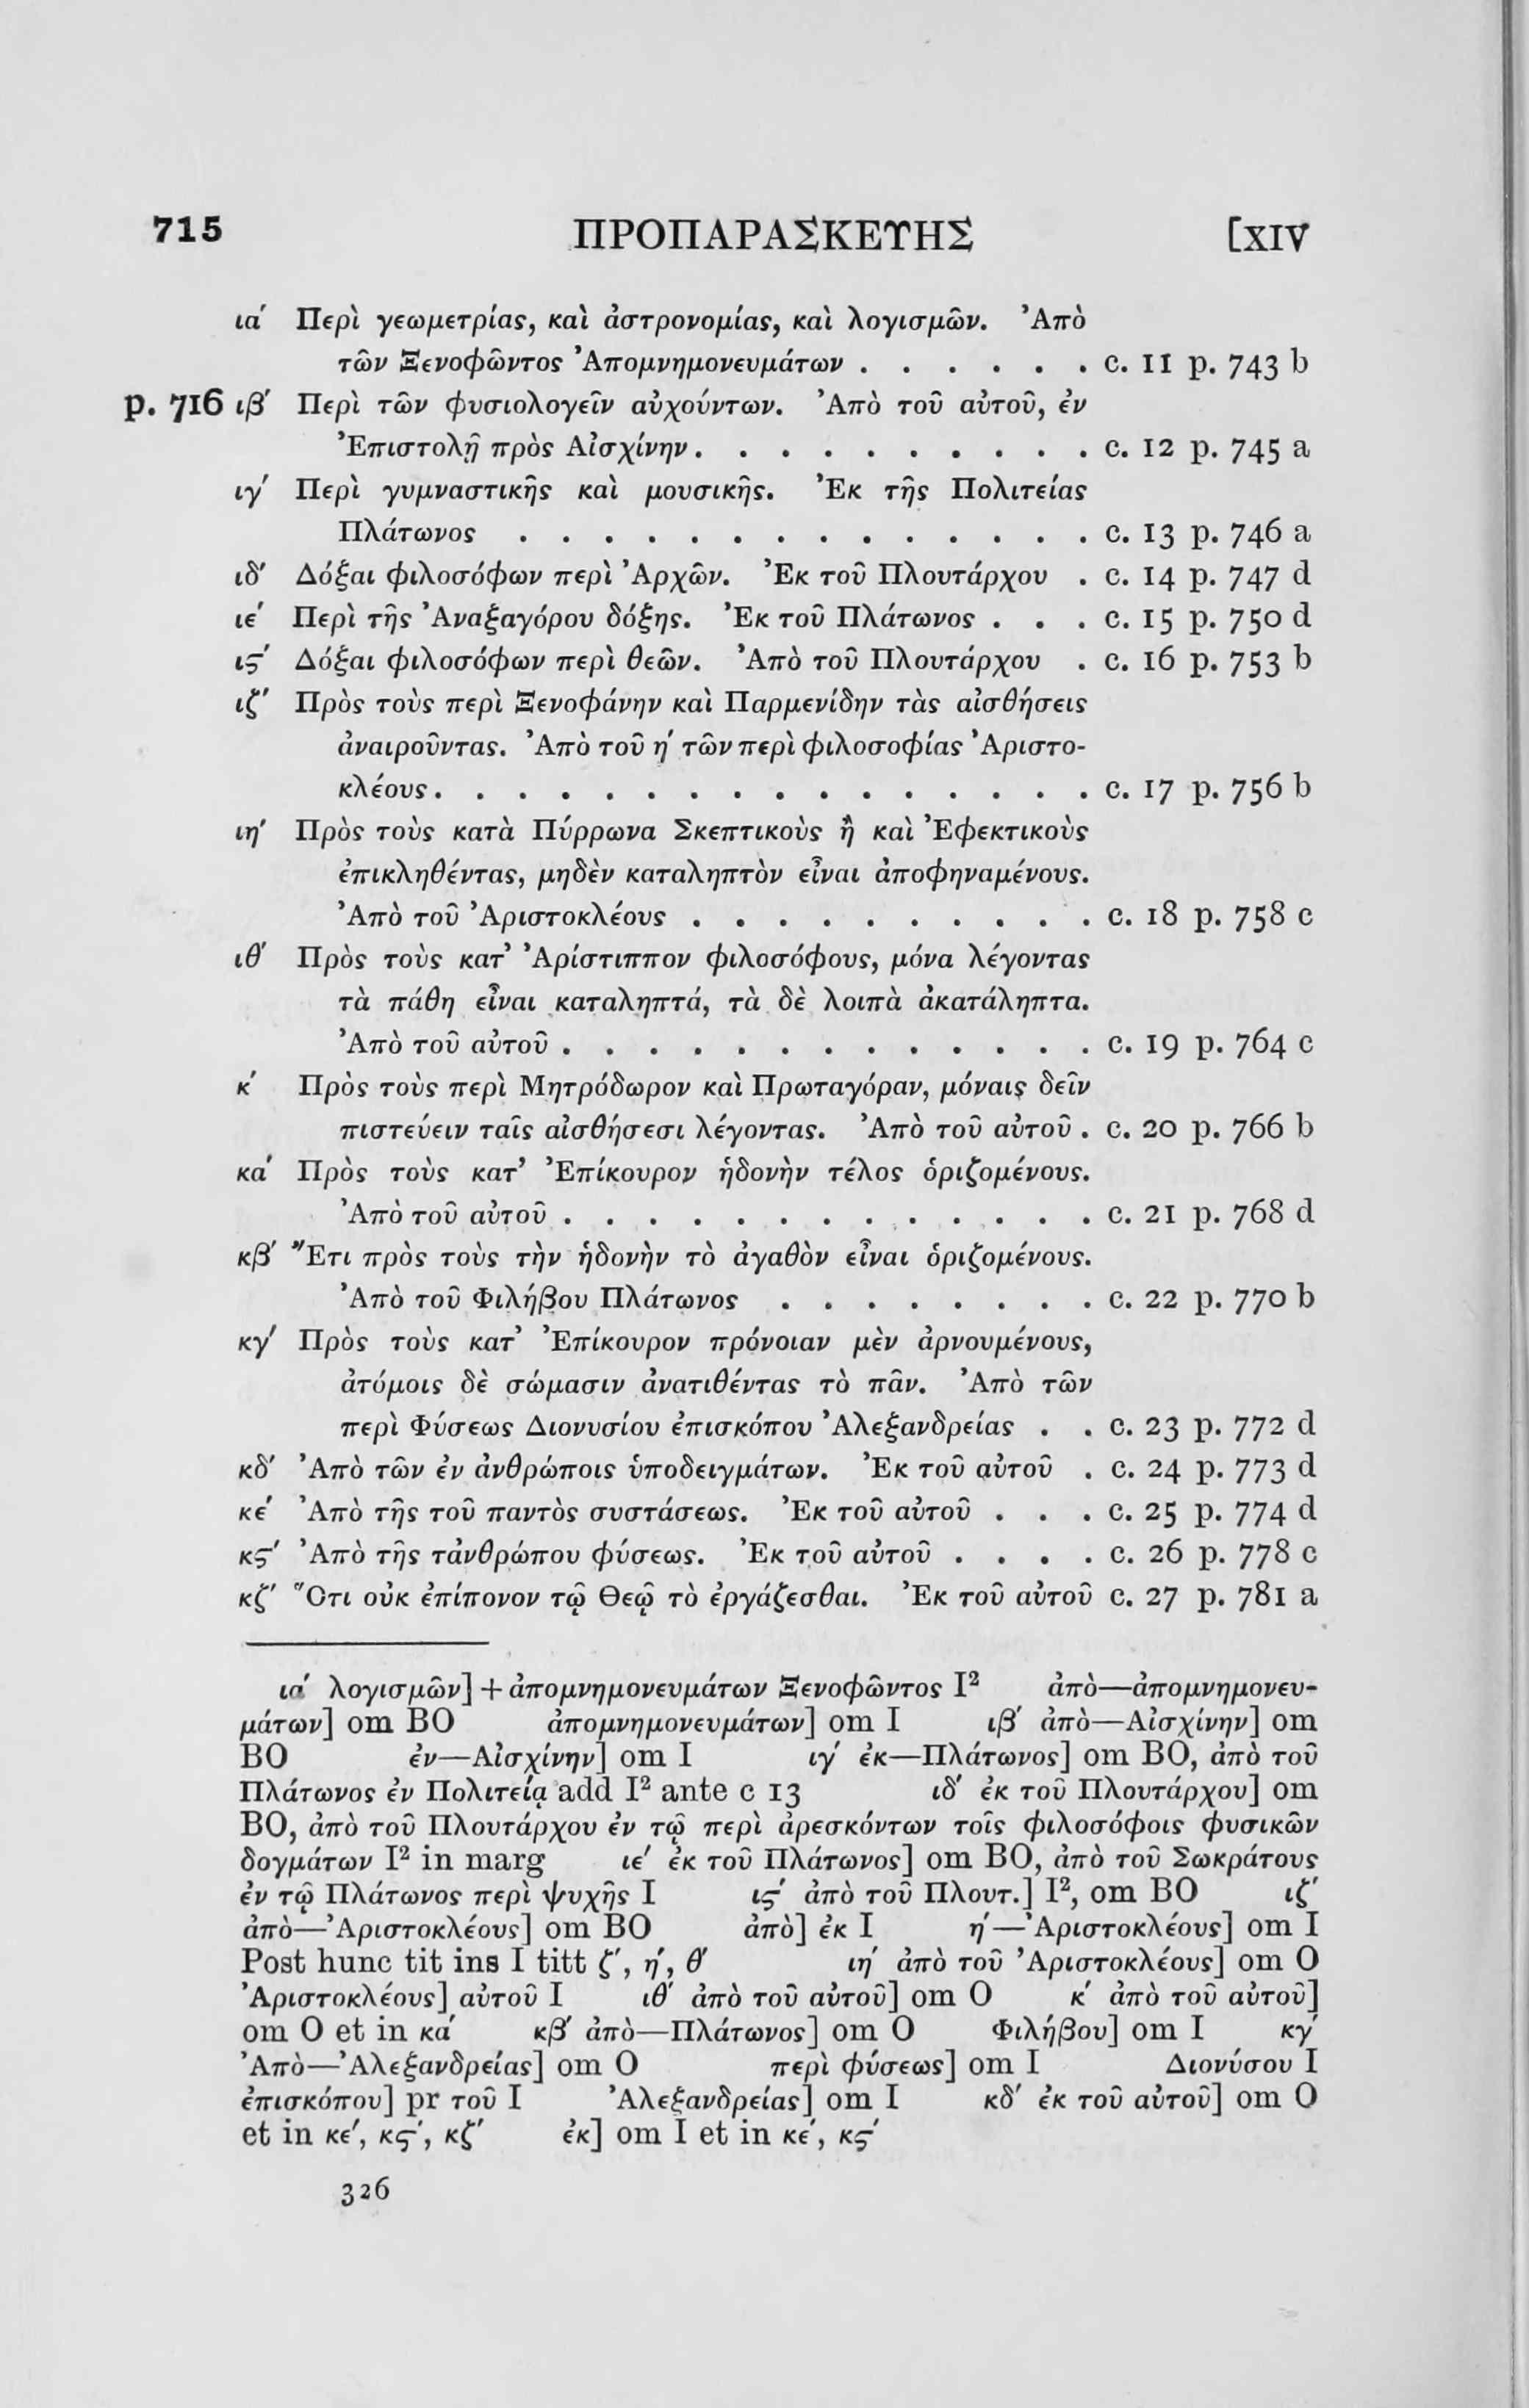 715 ΠΡΟΠΑΡΑΣΚΕΥΗΣ [XIV
ια′ Περὶ γεωμετρίας, καὶ ἀστρονομίας, καὶ λογισμῶν. Ἀπὸ
τῶν Ξενοφῶντος Ἀπομνημονευμάτων . . . . . . c. 11 p. 743 b
p. 716 ιβ′ Περὶ τῶν φυσιολογεῖν αὐχούντων. Ἀπὸ τοῦ αὐτοῦ, ἐν
Ἐπιστολῇ πρὸς Αἰσχίνην . . . . . . . . . . c. 12 p. 745 a
ιγ′ Περὶ γυμναστικῆς καὶ μουσικῆς. Ἐκ τῆς Πολιτείας
Πλάτωνος . . . . . . . . . . . . . . c. 13 p. 746 a
ιδ′ Δόξαι φιλοσόφων περὶ Ἀρχῶν. Ἐκ τοῦ Πλουτάρχου . c. 14 p. 747 d
ιε′ Περὶ τῆς Ἀναξαγόρου δόξης. Ἐκ τοῦ Πλάτωνος . . . c. 15 p. 750 d
ιϛ′ Δόξαι φιλοσόφων περὶ θεῶν. Ἀπὸ τοῦ Πλουτάρχου . c. 16 p. 753 b
ιζ′ Πρὸς τοὺς περὶ Ξενοφάνην καὶ Παρμενίδην τὰς αἰσθήσεις
ἀναιροῦντας. Ἀπὸ τοῦ η′ τῶν περὶ φιλοσοφίας Ἀριστο-
κλέους . . . . . . . . . . . . . . . . c. 17 p. 756 b
ιη′ Πρὸς τοὺς κατὰ Πύρρωνα Σκεπτικοὺς ἢ καὶ Ἐφεκτικοὺς
ἐπικληθέντας, μηδὲν καταληπτὸν εἶναι ἀποφηναμένους.
Ἀπὸ τοῦ Ἀριστοκλέους . . . . . . . . . . c. 18 p. 758 c
ιθ′ Πρὸς τοὺς κατ’ Ἀρίστιππον φιλοσόφους, μόνα λέγοντας
τὰ πάθη εἶναι καταληπτά, τὰ δὲ λοιπὰ ἀκατάληπτα.
Ἀπὸ τοῦ αὐτοῦ . . . . . . . . . . . . . c. 19 p. 764 c
κ′ Πρὸς τοὺς περὶ Μητρόδωρον καὶ Πρωταγόραν, μόναις δεῖν
πιστεύειν ταῖς αἰσθήσεσι λέγοντας. Ἀπὸ τοῦ αὐτοῦ . c. 20 p. 766 b
κα′ Πρὸς τοὺς κατ’ Ἐπίκουρον ἡδονὴν τέλος ὁριζομένους.
Ἀπὸ τοῦ αὐτοῦ . . . . . . . . . . . . . c. 21 p. 768 d
κβ′ Ἔτι πρὸς τοὺς τὴν ἡδονὴν τὸ ἀγαθὸν εἶναι ὁριζομένους.
Ἀπὸ τοῦ Φιλήβου Πλάτωνος . . . . . . . . c. 22 p. 770 b
κγ′ Πρὸς τοὺς κατ’ Ἐπίκουρον πρόνοιαν μὲν ἀρνουμένους,
ἀτόμοις δὲ σώμασιν ἀνατιθέντας τὸ πᾶν. Ἀπὸ τῶν
περὶ Φύσεως Διονυσίου ἐπισκόπου Ἀλεξανδρείας . . c. 23 p. 772 d
κδ′ Ἀπὸ τῶν ἐν ἀνθρώποις ὑποδειγμάτων. Ἐκ τοῦ αὐτοῦ . c. 24 p. 773 d
κε′ Ἀπὸ τῆς τοῦ παντὸς συστάσεως. Ἐκ τοῦ αὐτοῦ . . . c. 25 p. 774 d
κϛ′ Ἀπὸ τῆς τἀνθρώπου φύσεως. Ἐκ τοῦ αὐτοῦ . . . . c. 26 p. 778 c
κζ′ Ὅτι οὐκ ἐπίπονον τῷ Θεῷ τὸ ἐργάζεσθαι. Ἐκ τοῦ αὐτοῦ c. 27 p. 781 a
ια′ λογισμῶν] + ἀπομνημονευμάτων Ξενοφῶντος I² ἀπὸ—ἀπομνημονευ-
μάτων] om BO ἀπομνημονευμάτων] om I ιβ′ ἀπὸ—Αἰσχίνην] om
BO ἐν—Αἰσχίνην] om I ιγ′ ἐκ—Πλάτωνος] om BO, ἀπὸ τοῦ
Πλάτωνος ἐν Πολιτείᾳ add I² ante c 13 ιδ′ ἐκ τοῦ Πλουτάρχου] om
BO, ἀπὸ τοῦ Πλουτάρχου ἐν τῷ περὶ ἀρεσκόντων τοῖς φιλοσόφοις φυσικῶν
δογμάτων I² in marg ιε′ ἐκ τοῦ Πλάτωνος] om BO, ἀπὸ τοῦ Σωκράτους
ἐν τῷ Πλάτωνος περὶ ψυχῆς I ιϛ′ ἀπὸ τοῦ Πλουτ.] I², om BO ιζ′
ἀπὸ—Ἀριστοκλέους] om BO ἀπὸ] ἐκ I η′—Ἀριστοκλέους] om I
Post hunc tit ins I titt ζ′, η′, θ′ ιη′ ἀπὸ τοῦ Ἀριστοκλέους] om O
Ἀριστοκλέους] αὐτοῦ I ιθ′ ἀπὸ τοῦ αὐτοῦ] om O κ′ ἀπὸ τοῦ αὐτοῦ]
om O et in κα′ κβ′ ἀπὸ—Πλάτωνος] om O Φιλήβου] om I κγ′
Ἀπὸ—Ἀλεξανδρείας] om O περὶ φύσεως] om I Διονύσου I
ἐπισκόπου] pr τοῦ I Ἀλεξανδρείας] om I κδ′ ἐκ τοῦ αὐτοῦ] om O
et in κε′, κϛ′, κζ′ ἐκ] om I et in κε′, κϛ′
326